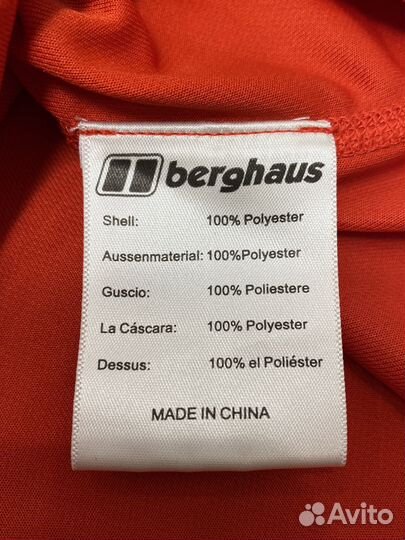 berghaus
Shell: 100% Polyester
Aussenmaterial: 100%Polyester
Guscio: 100% Poliestere
La Cáscara: 100% Polyester
Dessus: 100% el Poliéster
MADE IN CHINA
Avito